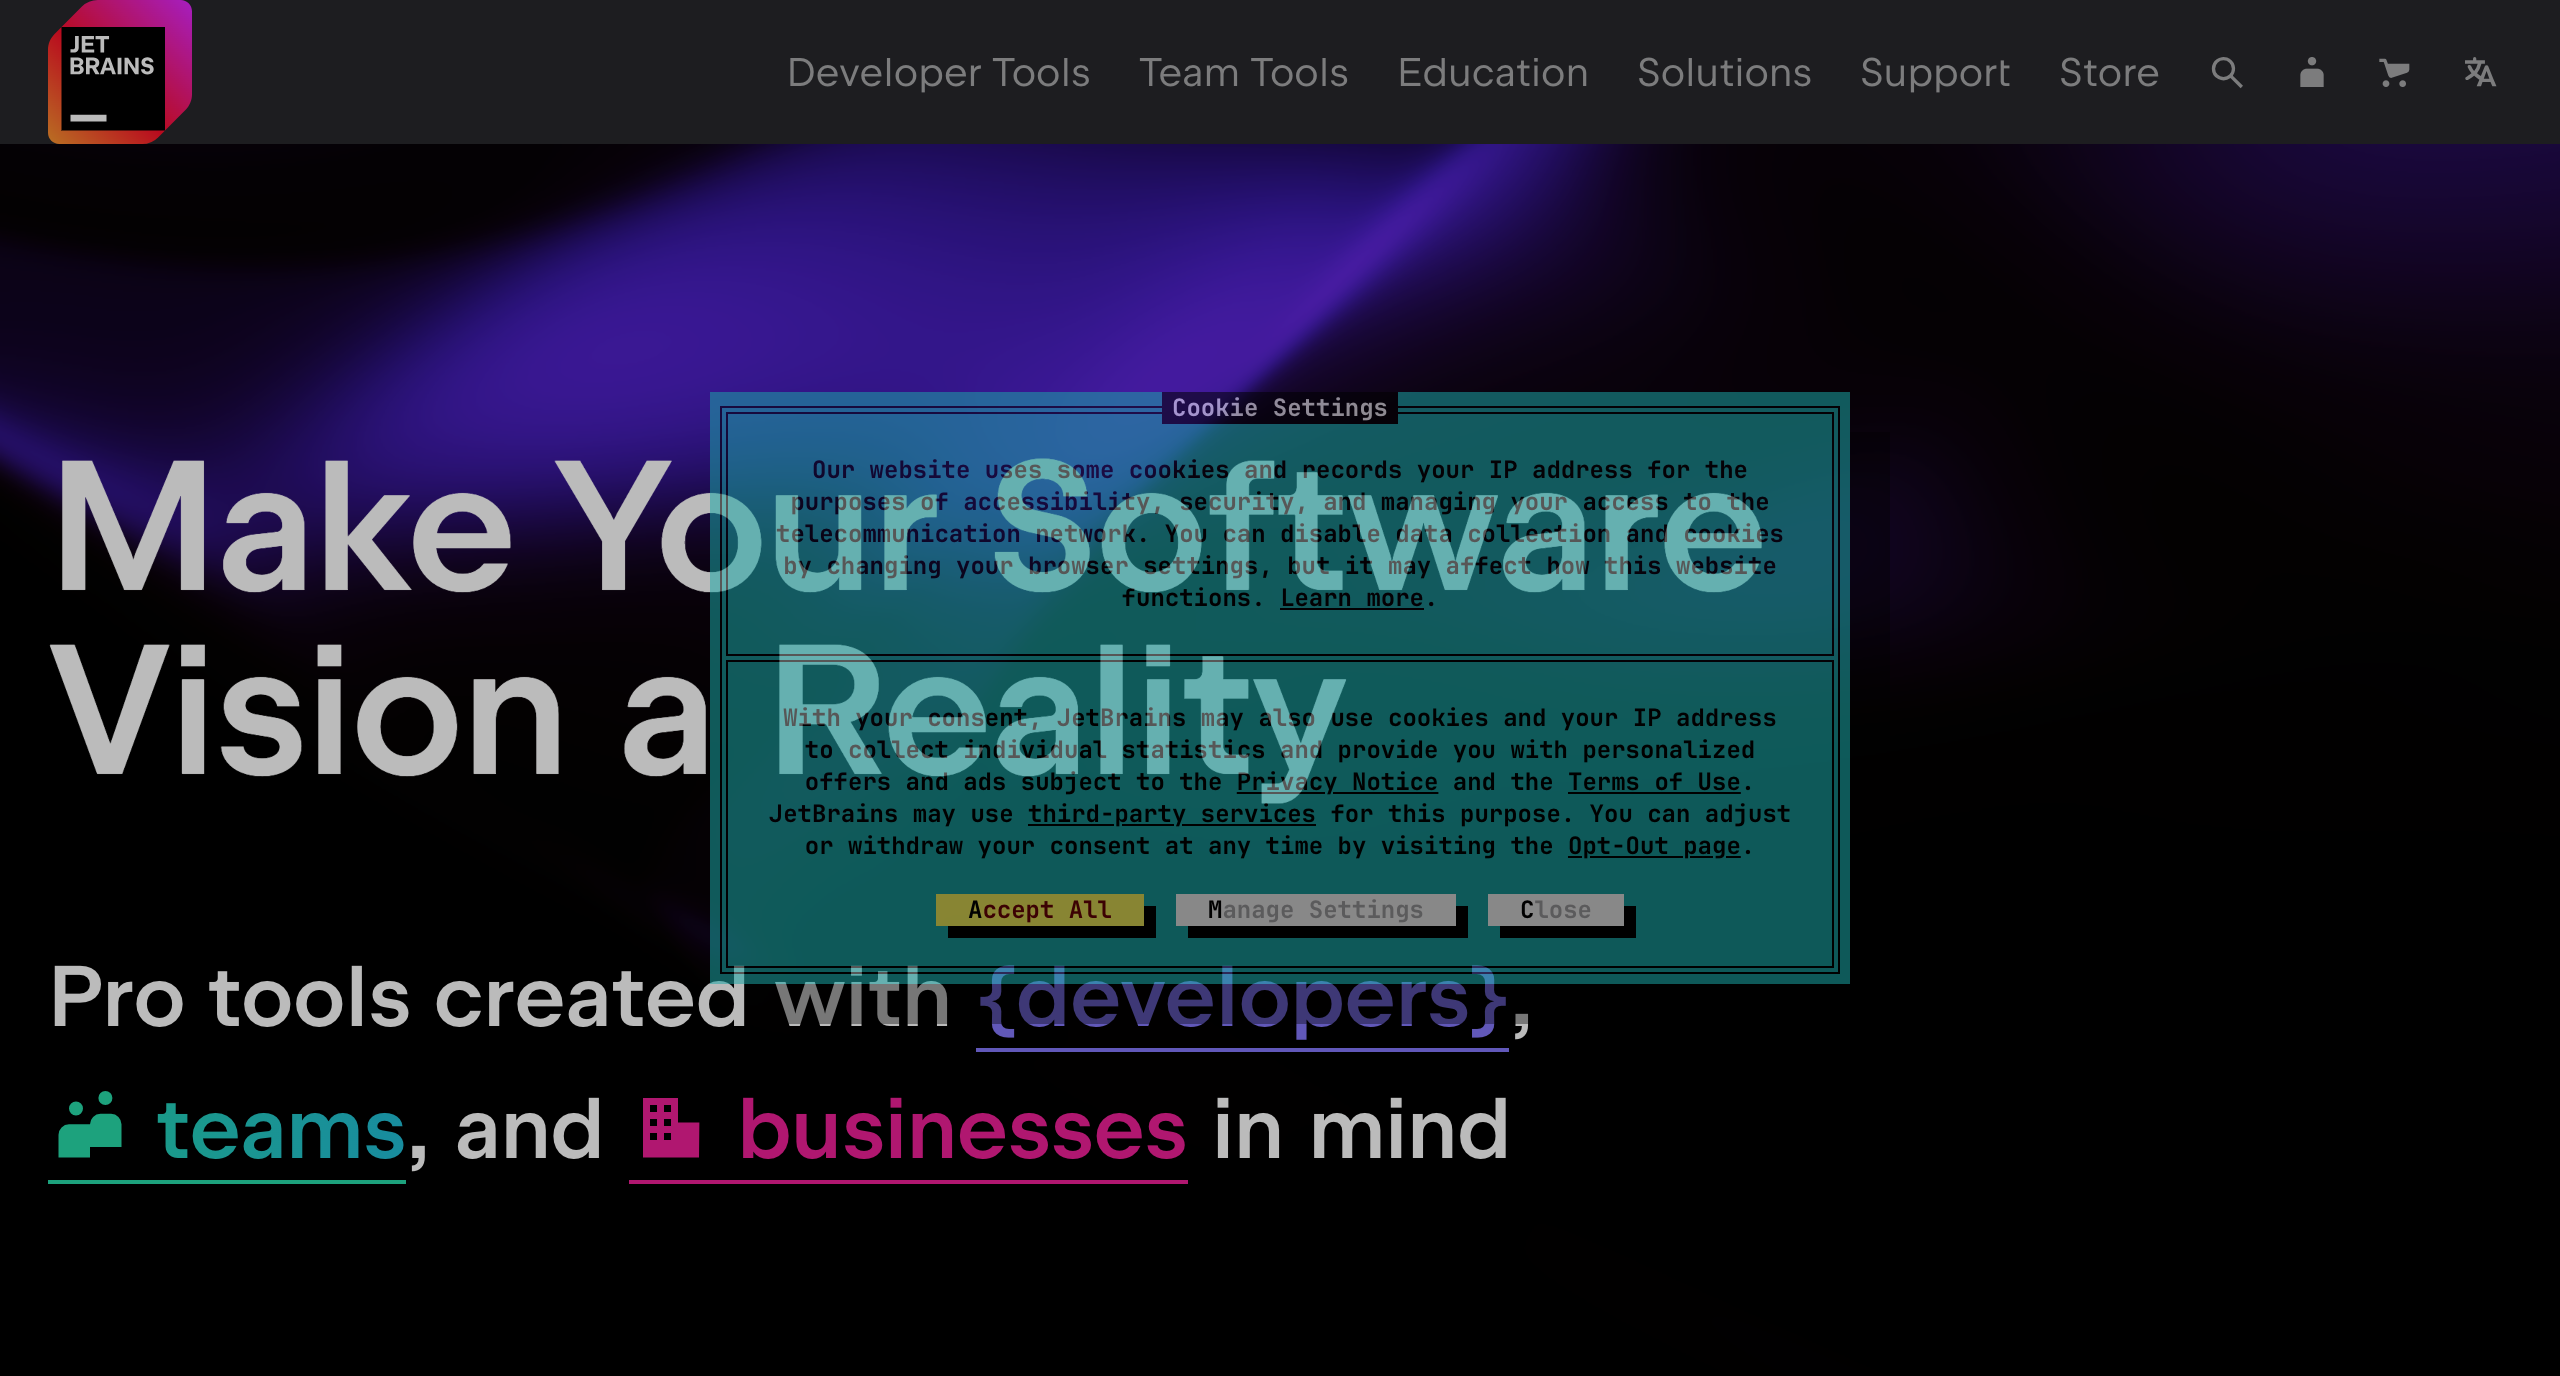 JET
BRAINS
Developer Tools Team Tools Education Solutions Support Store
Cookie Settings
Our website uses some cookies and records your IP address for the
purposes of accessibility, security, and managing your access to the
telecommunication network. You can disable data collection and cookies
by changing your browser settings, but it may affect how this website
functions. Learn more.
With your consent, JetBrains may also use cookies and your IP address
to collect individual statistics and provide you with personalized
offers and ads subject to the Privacy Notice and the Terms of Use.
JetBrains may use third-party services for this purpose. You can adjust
or withdraw your consent at any time by visiting the Opt-Out page.
Accept All Manage Settings Close
Make Your Software
Vision a Reality
Pro tools created with {developers},
teams, and businesses in mind